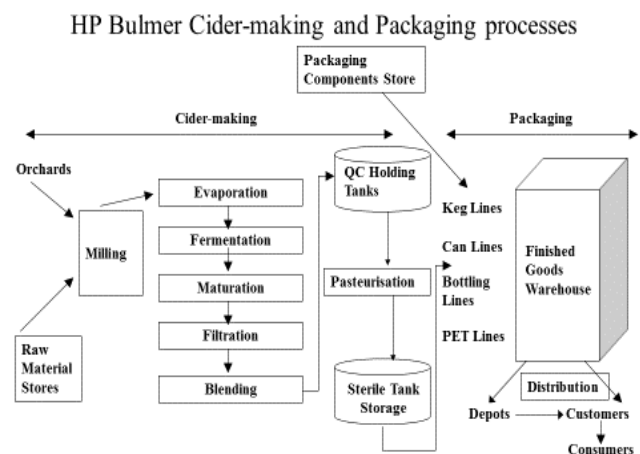 HP Bulmer Cider-making and Packaging processes
Packaging
Components Store
Cider-making
Packaging
Orchards
Milling
Raw
Material
Stores
Evaporation
Fermentation
Maturation
Filtration
Blending
QC Holding
Tanks
Pasteurisation
Sterile Tank
Storage
Keg Lines
Can Lines
Bottling
Lines
PET Lines
Finished
Goods
Warehouse
Distribution
Depots
Customers
Consumers